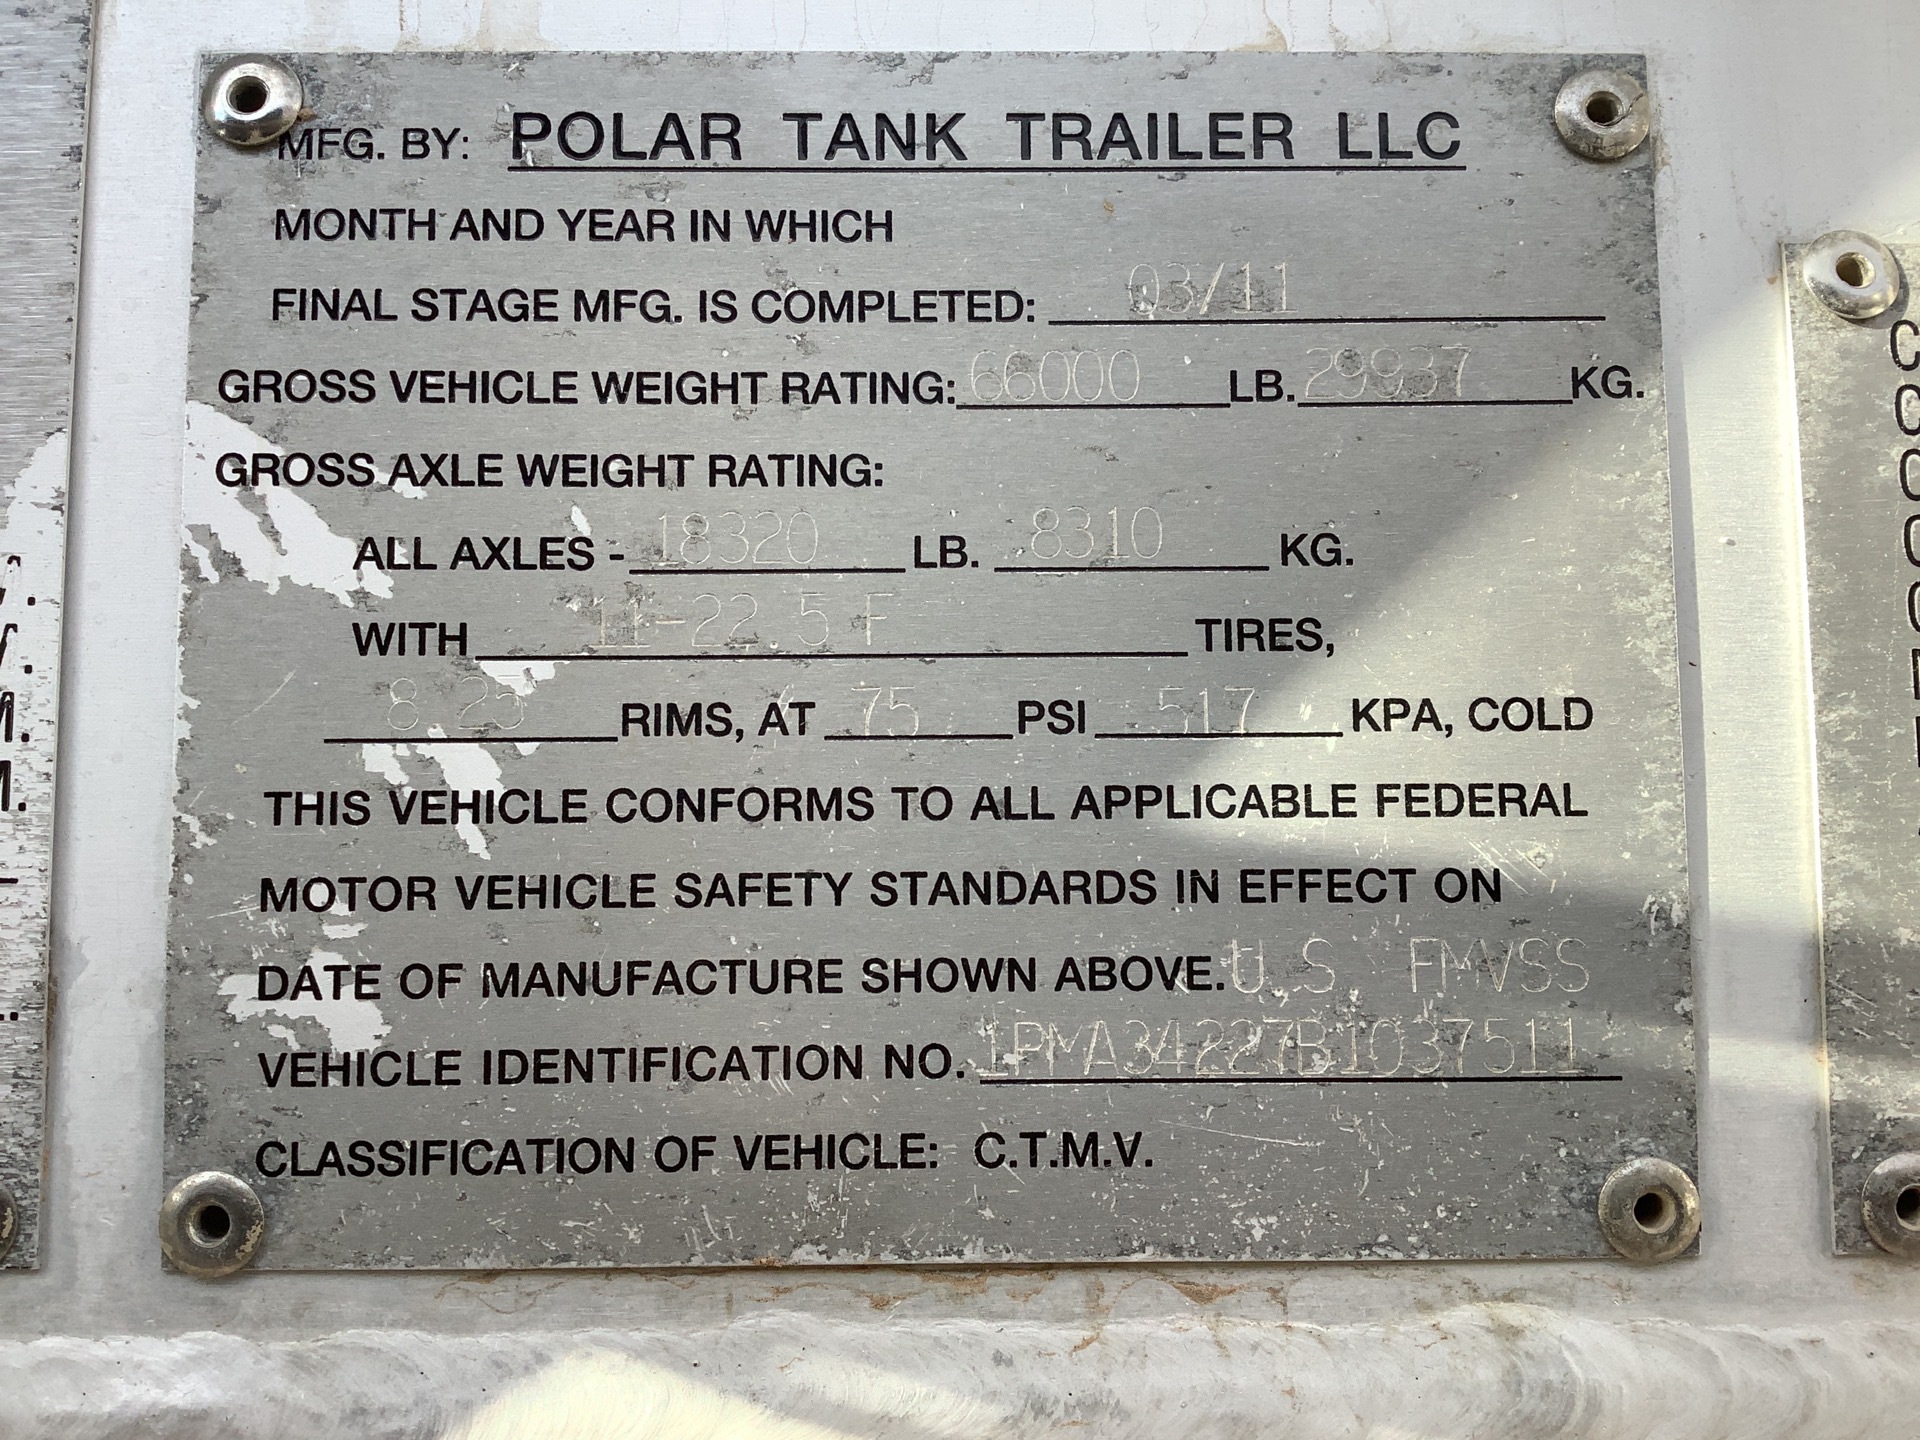 MFG. BY: POLAR TANK TRAILER LLC
MONTH AND YEAR IN WHICH
FINAL STAGE MFG. IS COMPLETED: 03/11
GROSS VEHICLE WEIGHT RATING: 66000 LB. 29937 KG.
GROSS AXLE WEIGHT RATING:
ALL AXLES - 18320 LB. 8310 KG.
WITH 11-22.5 F TIRES,
8.25 RIMS, AT 75 PSI 517 KPA, COLD
THIS VEHICLE CONFORMS TO ALL APPLICABLE FEDERAL
MOTOR VEHICLE SAFETY STANDARDS IN EFFECT ON
DATE OF MANUFACTURE SHOWN ABOVE. U S FMVSS
VEHICLE IDENTIFICATION NO. 1PMA34227B1037511
CLASSIFICATION OF VEHICLE: C.T.M.V.